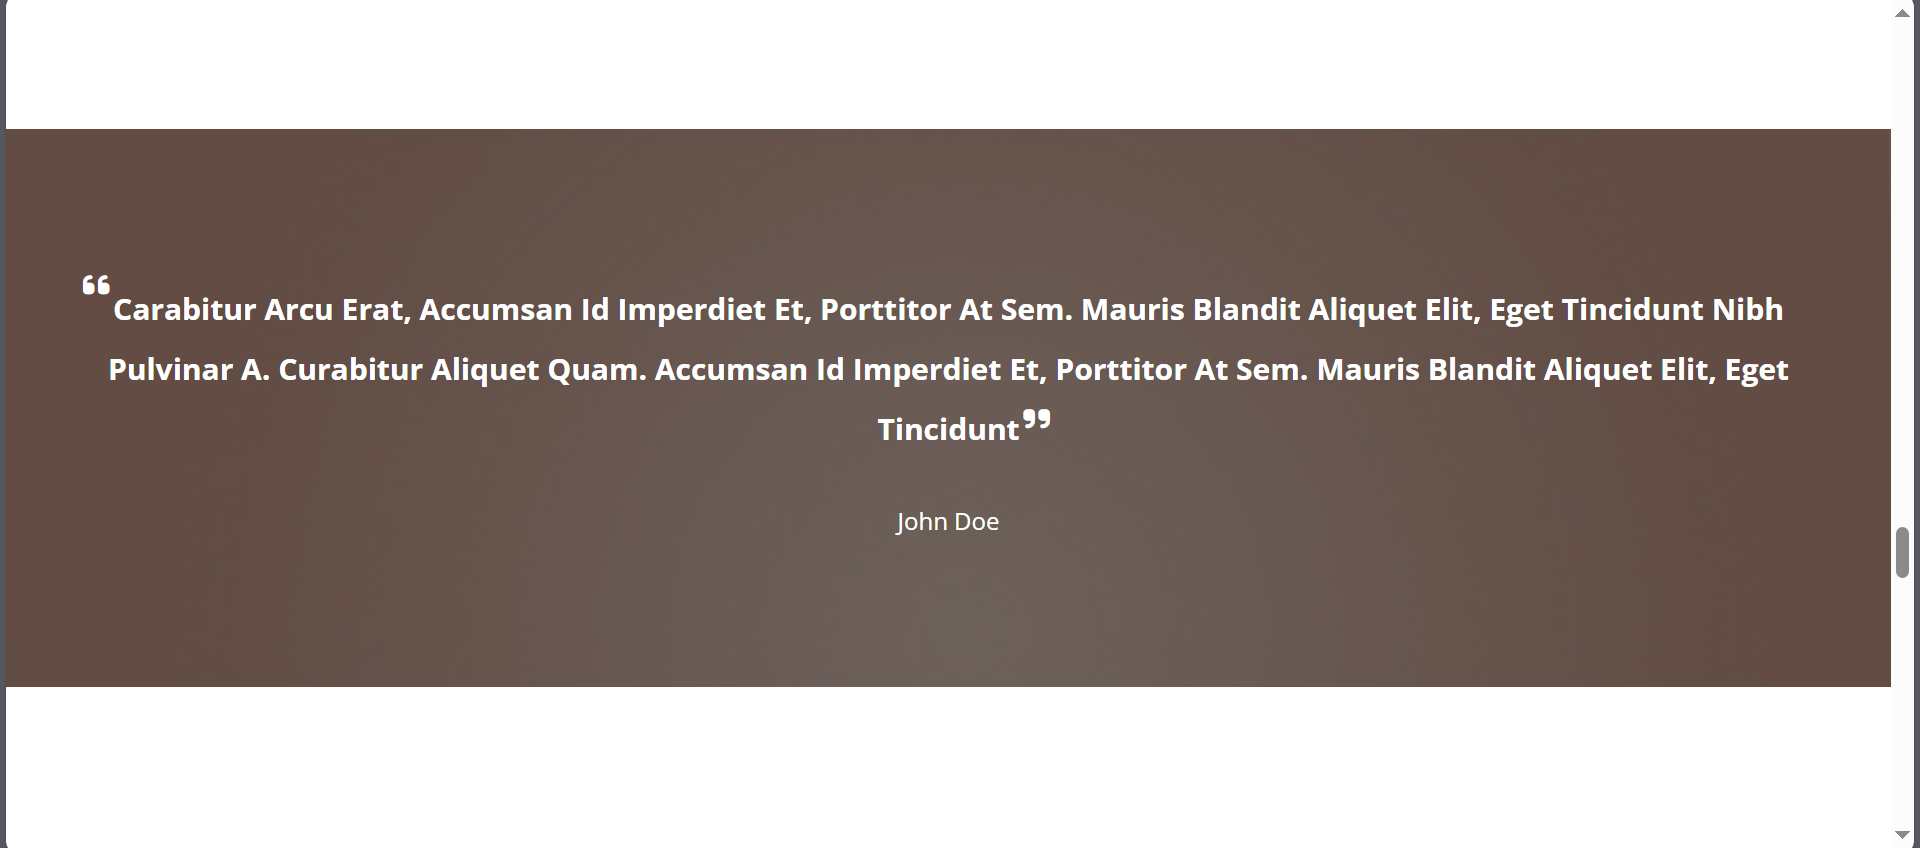 “Carabitur Arcu Erat, Accumsan Id Imperdiet Et, Porttitor At Sem. Mauris Blandit Aliquet Elit, Eget Tincidunt Nibh
Pulvinar A. Curabitur Aliquet Quam. Accumsan Id Imperdiet Et, Porttitor At Sem. Mauris Blandit Aliquet Elit, Eget
Tincidunt”
John Doe